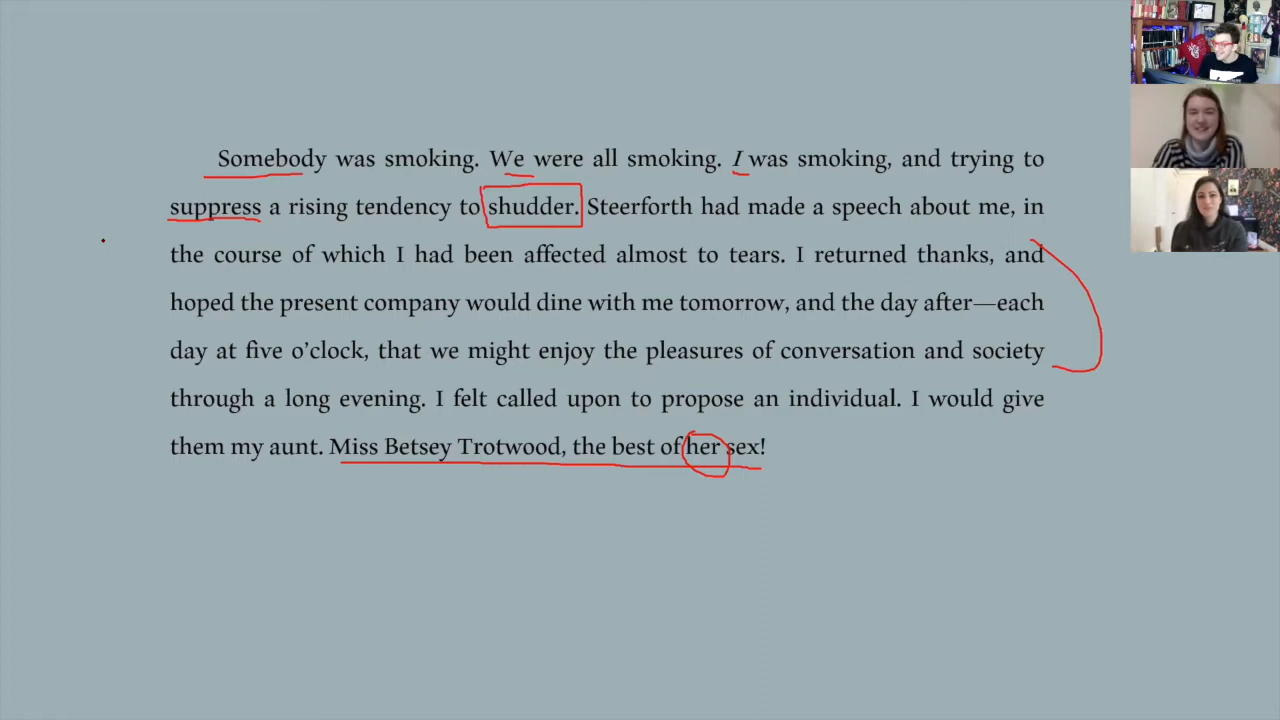 Somebody was smoking. We were all smoking. I was smoking, and trying to
suppress a rising tendency to shudder. Steerforth had made a speech about me, in
the course of which I had been affected almost to tears. I returned thanks, and
hoped the present company would dine with me tomorrow, and the day after—each
day at five o’clock, that we might enjoy the pleasures of conversation and society
through a long evening. I felt called upon to propose an individual. I would give
them my aunt. Miss Betsey Trotwood, the best of her sex!